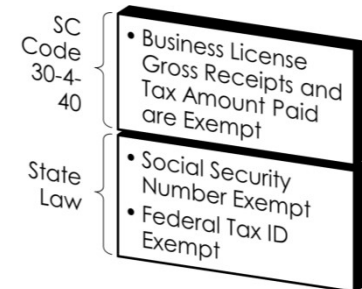 SC
Code
30-4-
40
• Business License
Gross Receipts and
Tax Amount Paid
are Exempt
State
Law
• Social Security
Number Exempt
• Federal Tax ID
Exempt